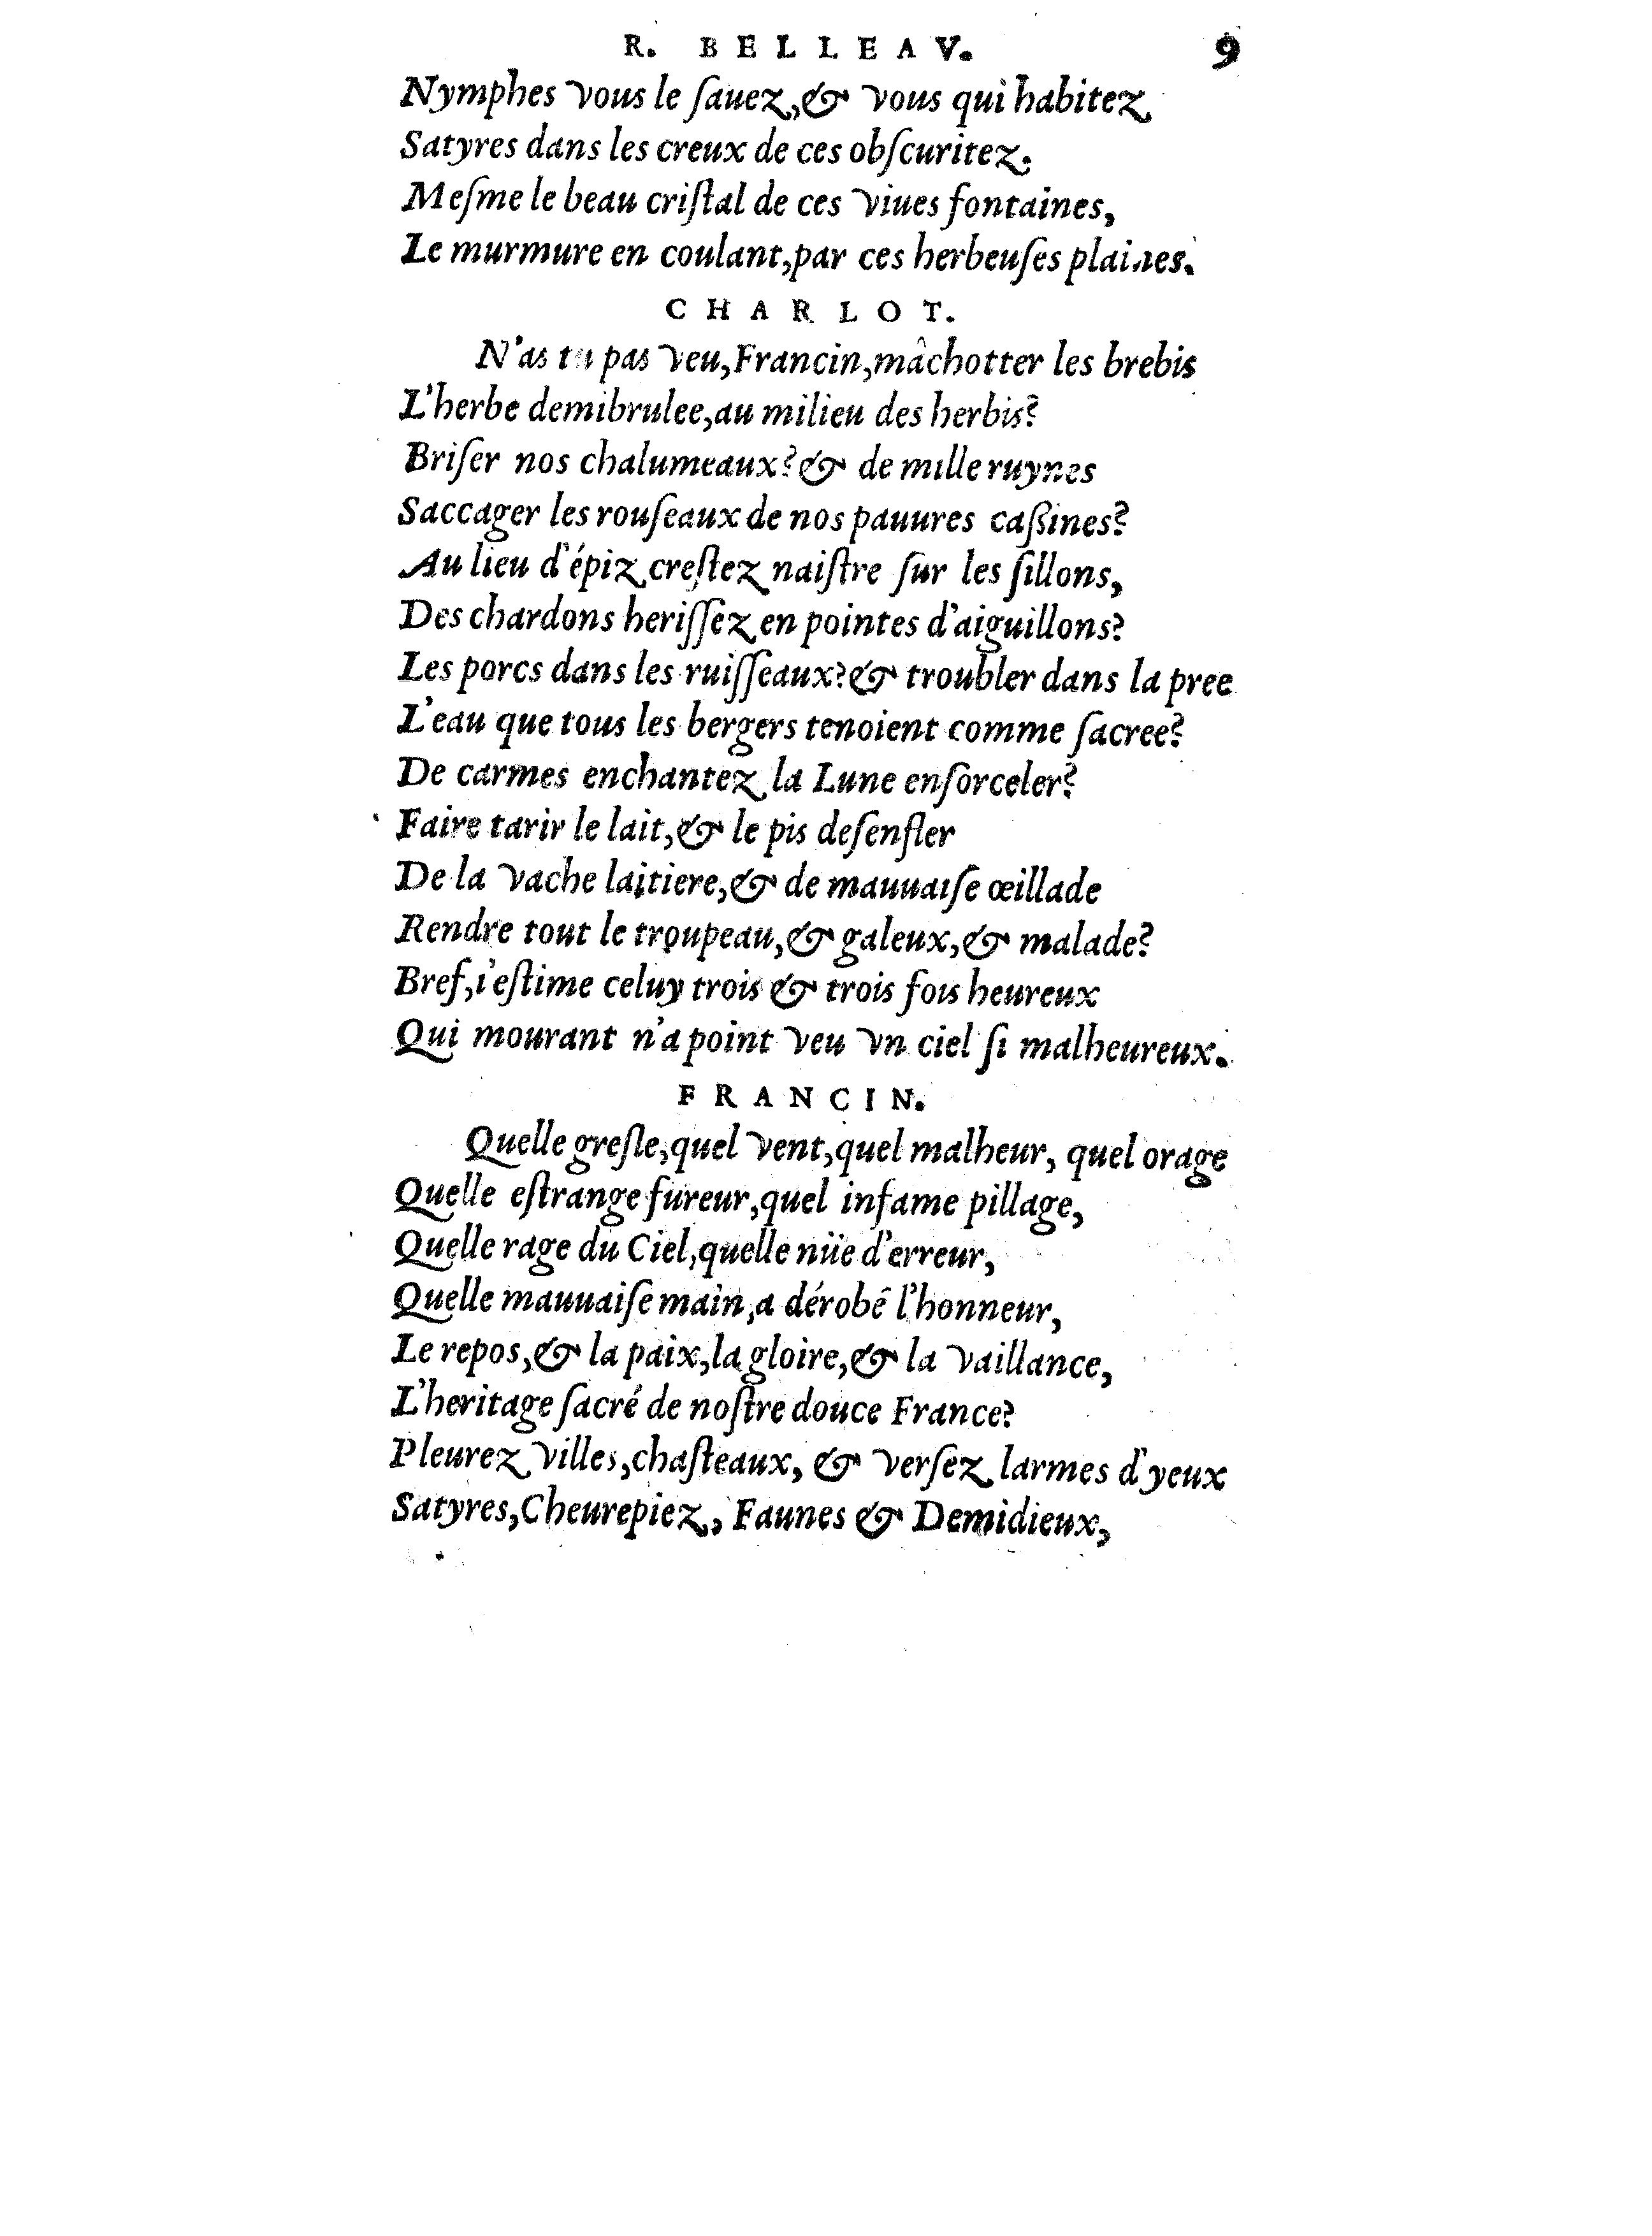 R. BELLEAV. 9
Nymphes vous le ſauez,& vous qui habitez
Satyres dans les creux de ces obſcuritez.
Meſme le beau criſtal de ces viues fontaines,
Le murmure en coulant,par ces herbeuſes plaines.
CHARLOT.
N'as tu pas veu,Francin,mâchotter les brebis
L'herbe demibrulee,au milieu des herbis?
Briſer nos chalumeaux?& de mille ruynes
Saccager les rouſeaux de nos pauures caßines?
Au lieu d'épiz creſtez naiſtre ſur les ſillons,
Des chardons heriſſez en pointes d'aiguillons?
Les porcs dans les ruiſſeaux?& troubler dans la pree
L'eau que tous les bergers tenoient comme ſacree?
De carmes enchantez la Lune enſorceler?
Faire tarir le lait,& le pis deſenfler
De la vache laitiere,& de mauuaiſe œillade
Rendre tout le troupeau,& galeux,& malade?
Bref,i'eſtime celuy trois & trois fois heureux
Qui mourant n'a point veu vn ciel ſi malheureux.
FRANCIN.
Quelle greſle,quel vent,quel malheur, quel orage
Quelle eſtrange fureur,quel infame pillage,
Quelle rage du Ciel,quelle nüe d'erreur,
Quelle mauuaiſe main,a dérobé l'honneur,
Le repos,& la paix,la gloire,& la vaillance,
L'heritage ſacré de noſtre douce France?
Pleurez villes,chaſteaux, & verſez larmes d'yeux
Satyres,Cheurepiez, Faunes & Demidieux,